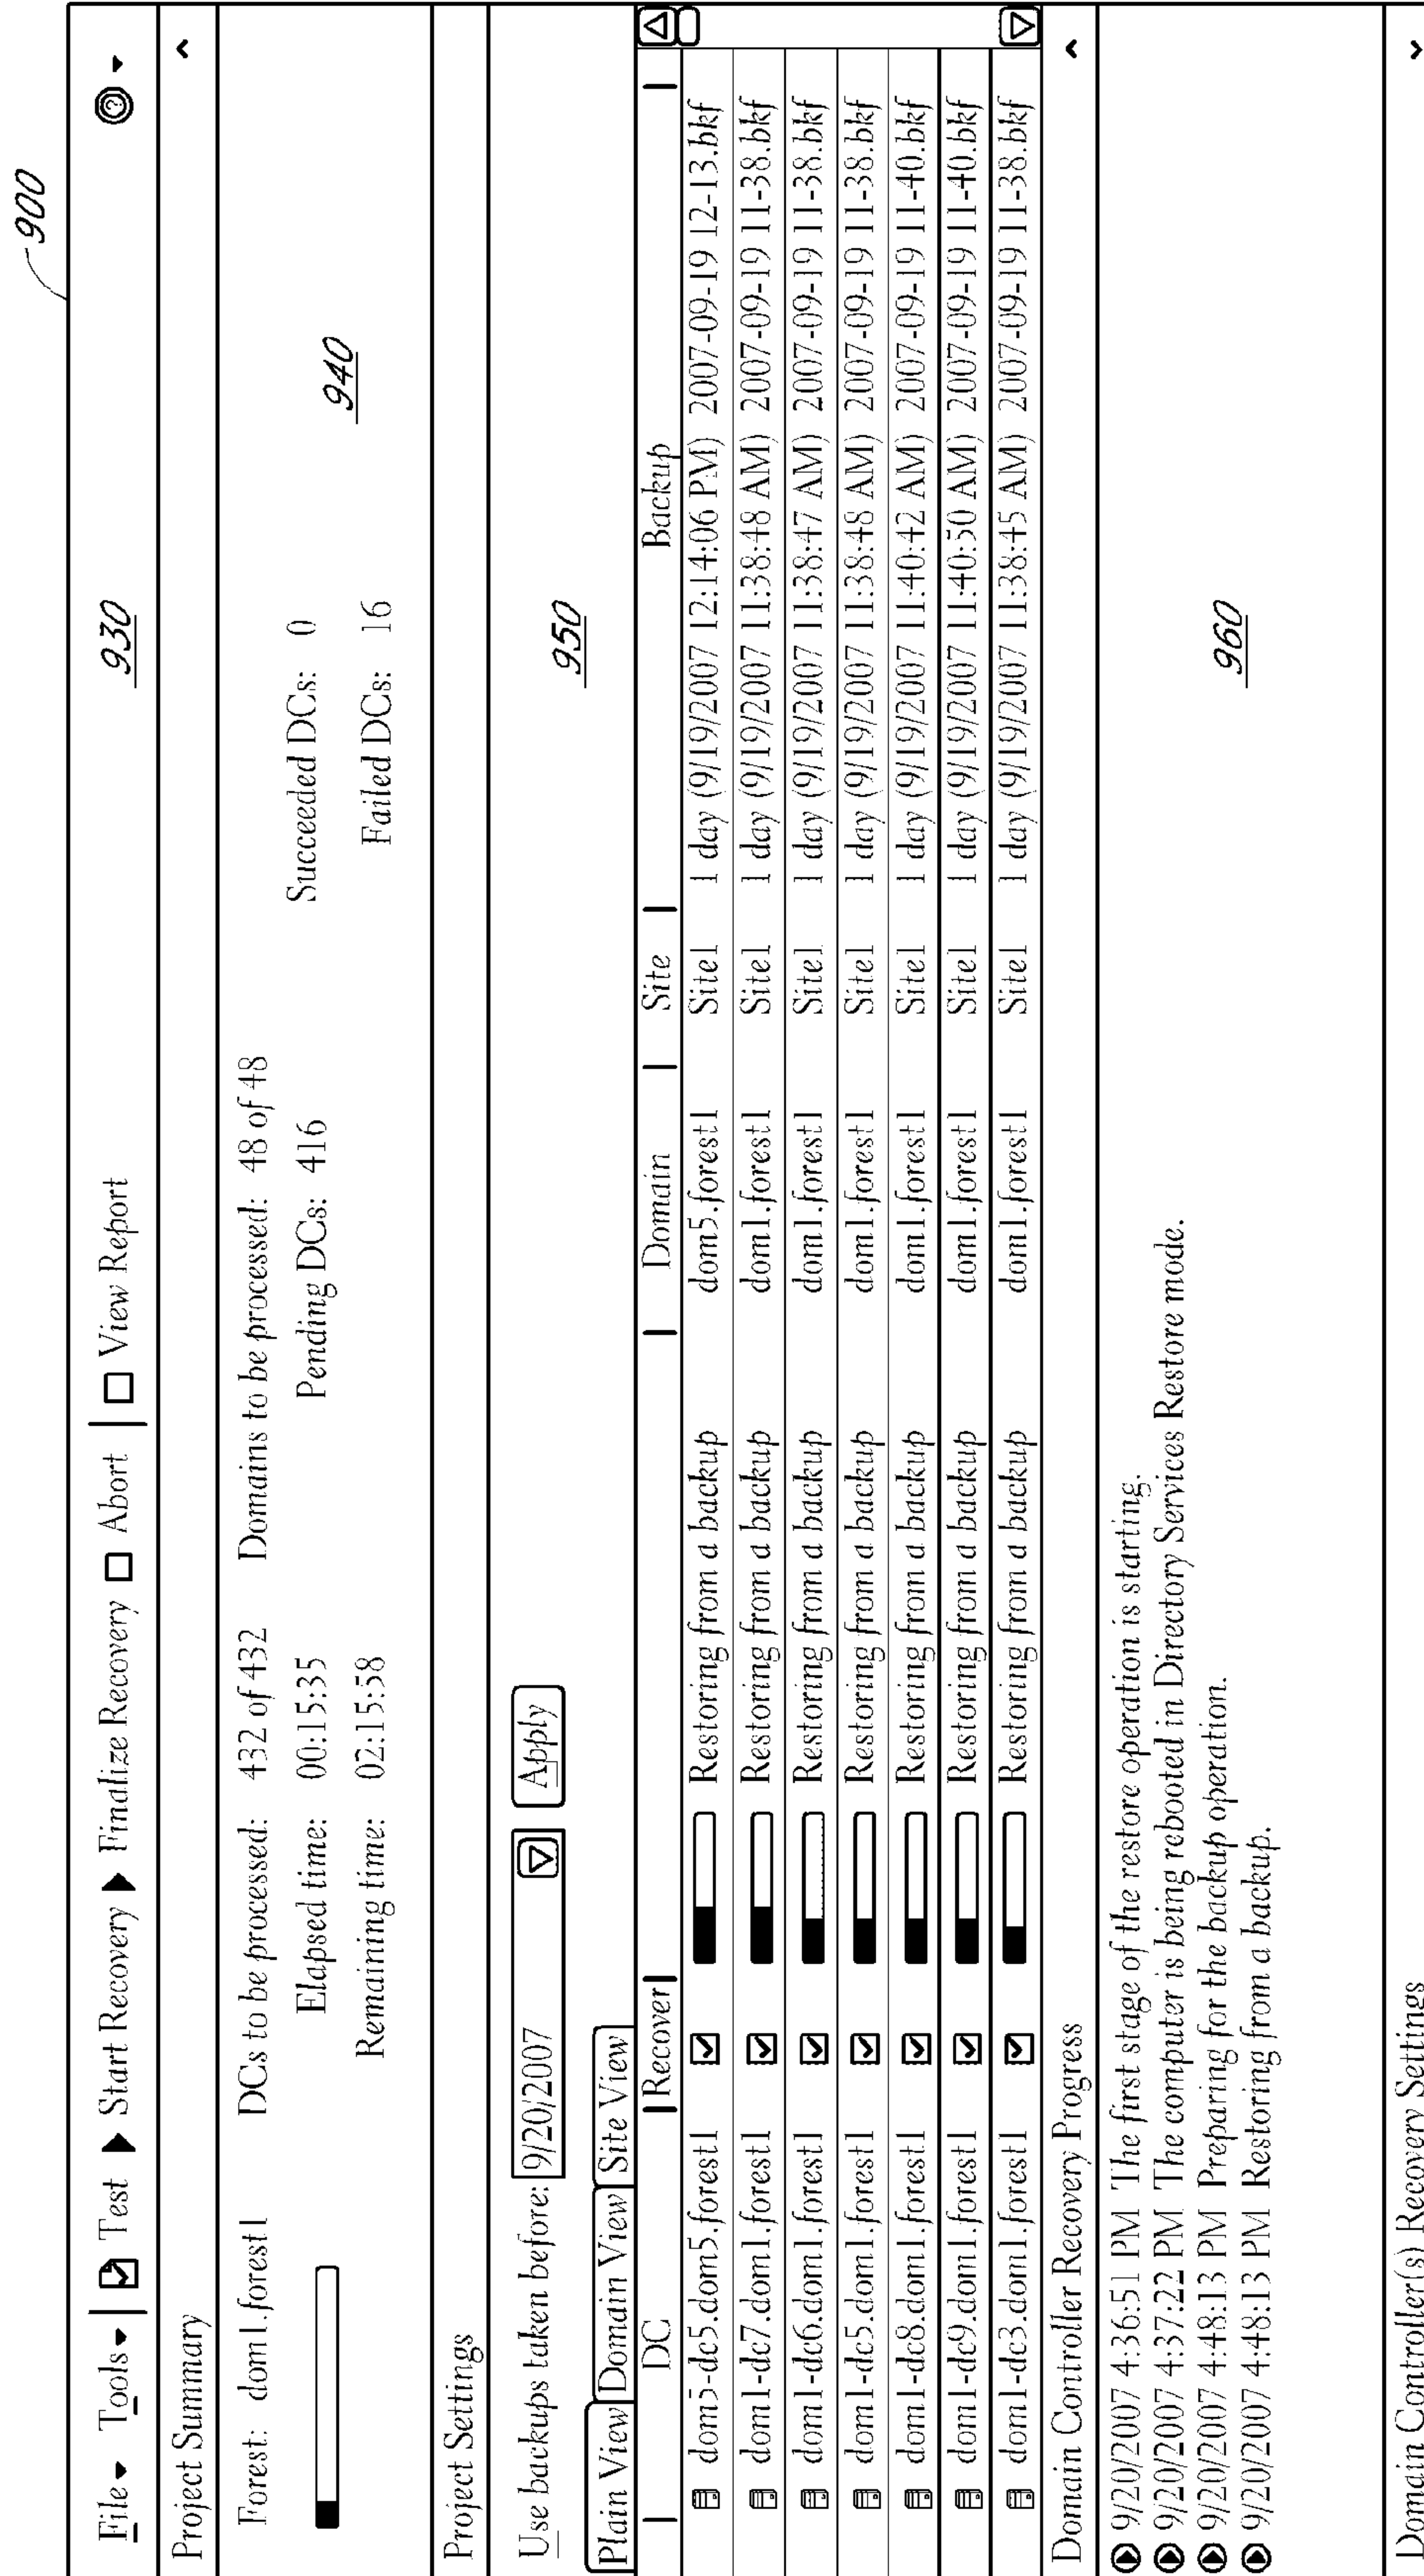 900
File Tools Test Start Recovery Finalize Recovery Abort View Report
930
Project Summary
Forest: dom1.forest1 DCs to be processed: 432 of 432 Domains to be processed: 48 of 48
Elapsed time: 00:15:35 Pending DCs: 416 Succeeded DCs: 0
Remaining time: 02:15:58 Failed DCs: 16
940
Project Settings
Use backups taken before: 9/20/2007 Apply
950
Plain View Domain View Site View
DC Recover Domain Site Backup
dom5-dc5.dom5.forest1 Restoring from a backup dom5.forest1 Site1 1 day (9/19/2007 12:14:06 PM) 2007-09-19 12-13.bkf
dom1-dc7.dom1.forest1 Restoring from a backup dom1.forest1 Site1 1 day (9/19/2007 11:38:48 AM) 2007-09-19 11-38.bkf
dom1-dc6.dom1.forest1 Restoring from a backup dom1.forest1 Site1 1 day (9/19/2007 11:38:47 AM) 2007-09-19 11-38.bkf
dom1-dc5.dom1.forest1 Restoring from a backup dom1.forest1 Site1 1 day (9/19/2007 11:38:48 AM) 2007-09-19 11-38.bkf
dom1-dc8.dom1.forest1 Restoring from a backup dom1.forest1 Site1 1 day (9/19/2007 11:40:42 AM) 2007-09-19 11-40.bkf
dom1-dc9.dom1.forest1 Restoring from a backup dom1.forest1 Site1 1 day (9/19/2007 11:40:50 AM) 2007-09-19 11-40.bkf
dom1-dc3.dom1.forest1 Restoring from a backup dom1.forest1 Site1 1 day (9/19/2007 11:38:45 AM) 2007-09-19 11-38.bkf
Domain Controller Recovery Progress
9/20/2007 4:36:51 PM The first stage of the restore operation is starting.
9/20/2007 4:37:22 PM The computer is being rebooted in Directory Services Restore mode.
9/20/2007 4:48:13 PM Preparing for the backup operation.
9/20/2007 4:48:13 PM Restoring from a backup.
960
Domain Controller(s) Recovery Settings